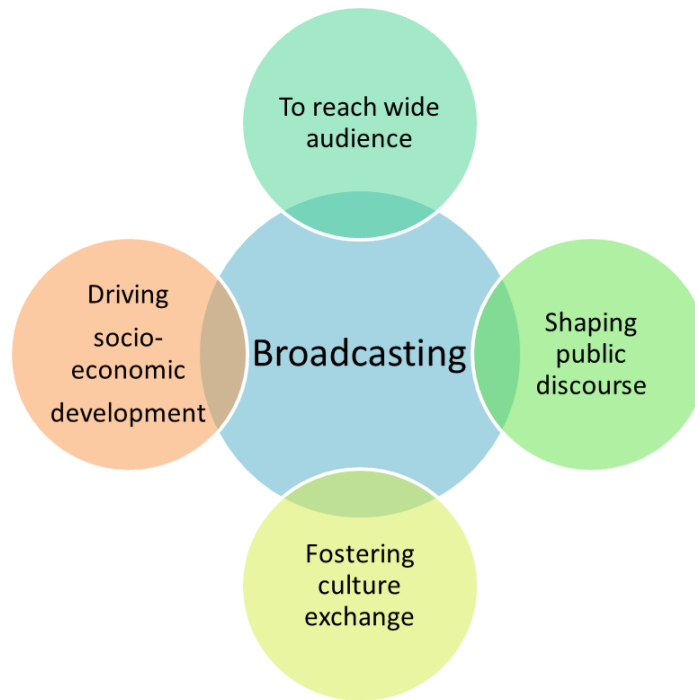 To reach wide
audience
Driving
socio-
economic
development
Broadcasting
Shaping
public
discourse
Fostering
culture
exchange